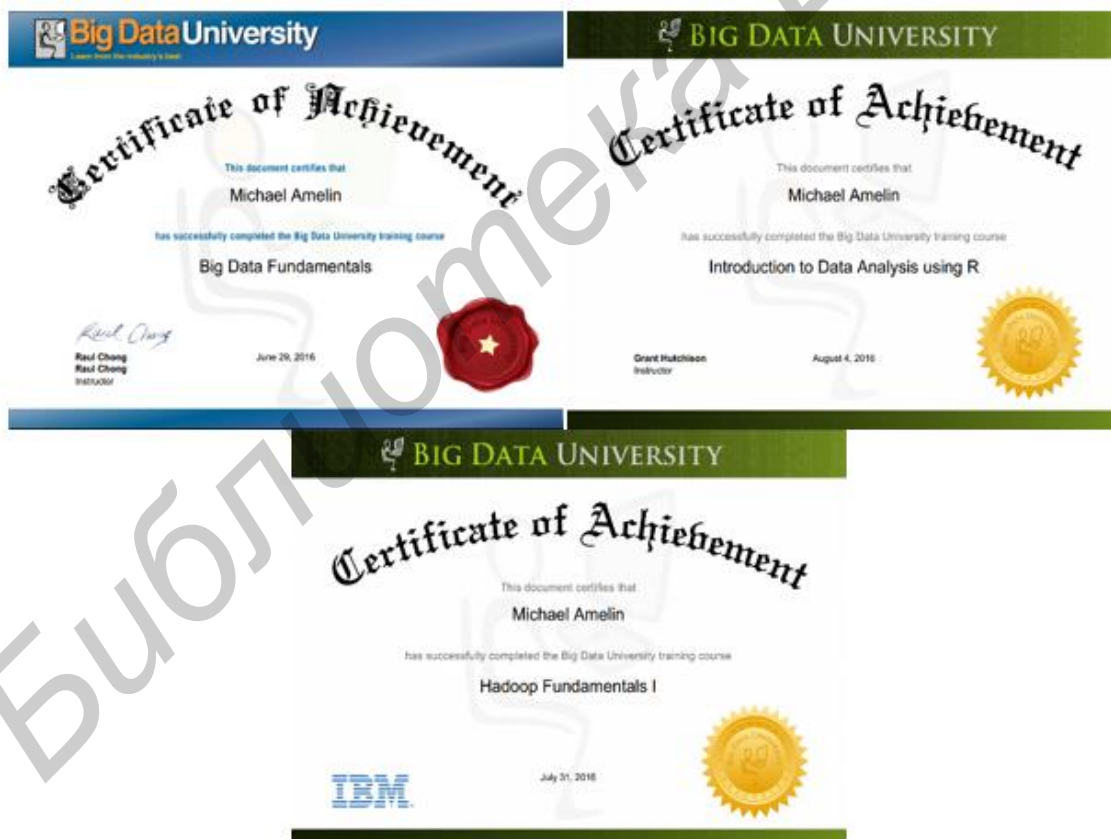 Big Data University
Learn from the industry's best
Certificate of Achievement
This document certifies that
Michael Amelin
has successfully completed the Big Data University training course
Big Data Fundamentals
Raul Chong
Raul Chong
Raul Chong
Instructor
June 29, 2016
BIG DATA UNIVERSITY
Certificate of Achievement
This document certifies that
Michael Amelin
has successfully completed the Big Data University training course
Introduction to Data Analysis using R
Grant Hutchison
Instructor
August 4, 2016
BIG DATA UNIVERSITY
Certificate of Achievement
This document certifies that
Michael Amelin
has successfully completed the Big Data University training course
Hadoop Fundamentals I
IBM
July 31, 2016
Библиотека